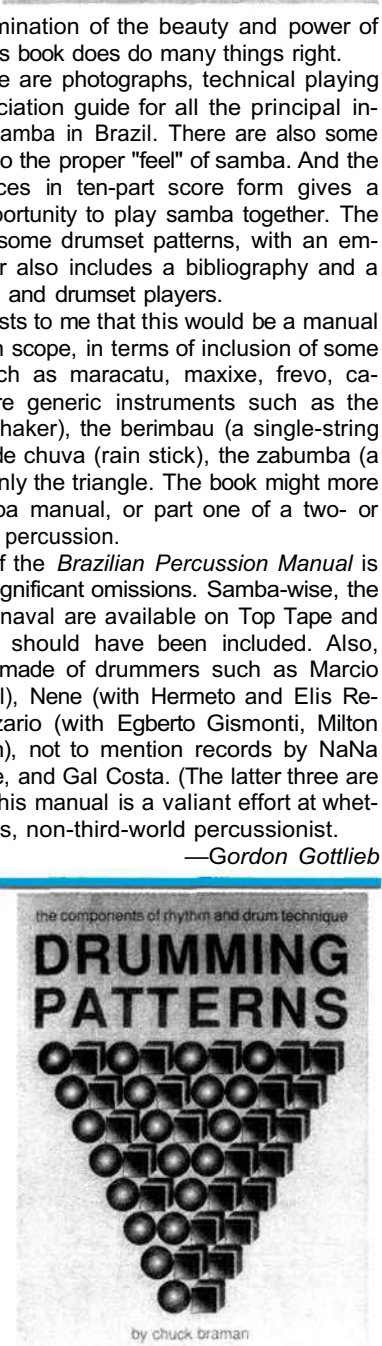 mination of the beauty and power of
s book does do many things right.
e are photographs, technical playing
ciation guide for all the principal in-
amba in Brazil. There are also some
o the proper "feel" of samba. And the
ces in ten-part score form gives a
portunity to play samba together. The
some drumset patterns, with an em-
r also includes a bibliography and a
and drumset players.
sts to me that this would be a manual
n scope, in terms of inclusion of some
ch as maracatu, maxixe, frevo, ca-
re generic instruments such as the
haker), the berimbau (a single-string
de chuva (rain stick), the zabumba (a
nly the triangle. The book might more
ba manual, or part one of a two- or
percussion.
f the Brazilian Percussion Manual is
gnificant omissions. Samba-wise, the
naval are available on Top Tape and
should have been included. Also,
made of drummers such as Marcio
l), Nene (with Hermeto and Elis Re-
zario (with Egberto Gismonti, Milton
n), not to mention records by NaNa
e, and Gal Costa. (The latter three are
his manual is a valiant effort at whet-
s, non-third-world percussionist.
—Gordon Gottlieb
the components of rhythm and drum technique
DRUMMING
PATTERNS
by chuck braman